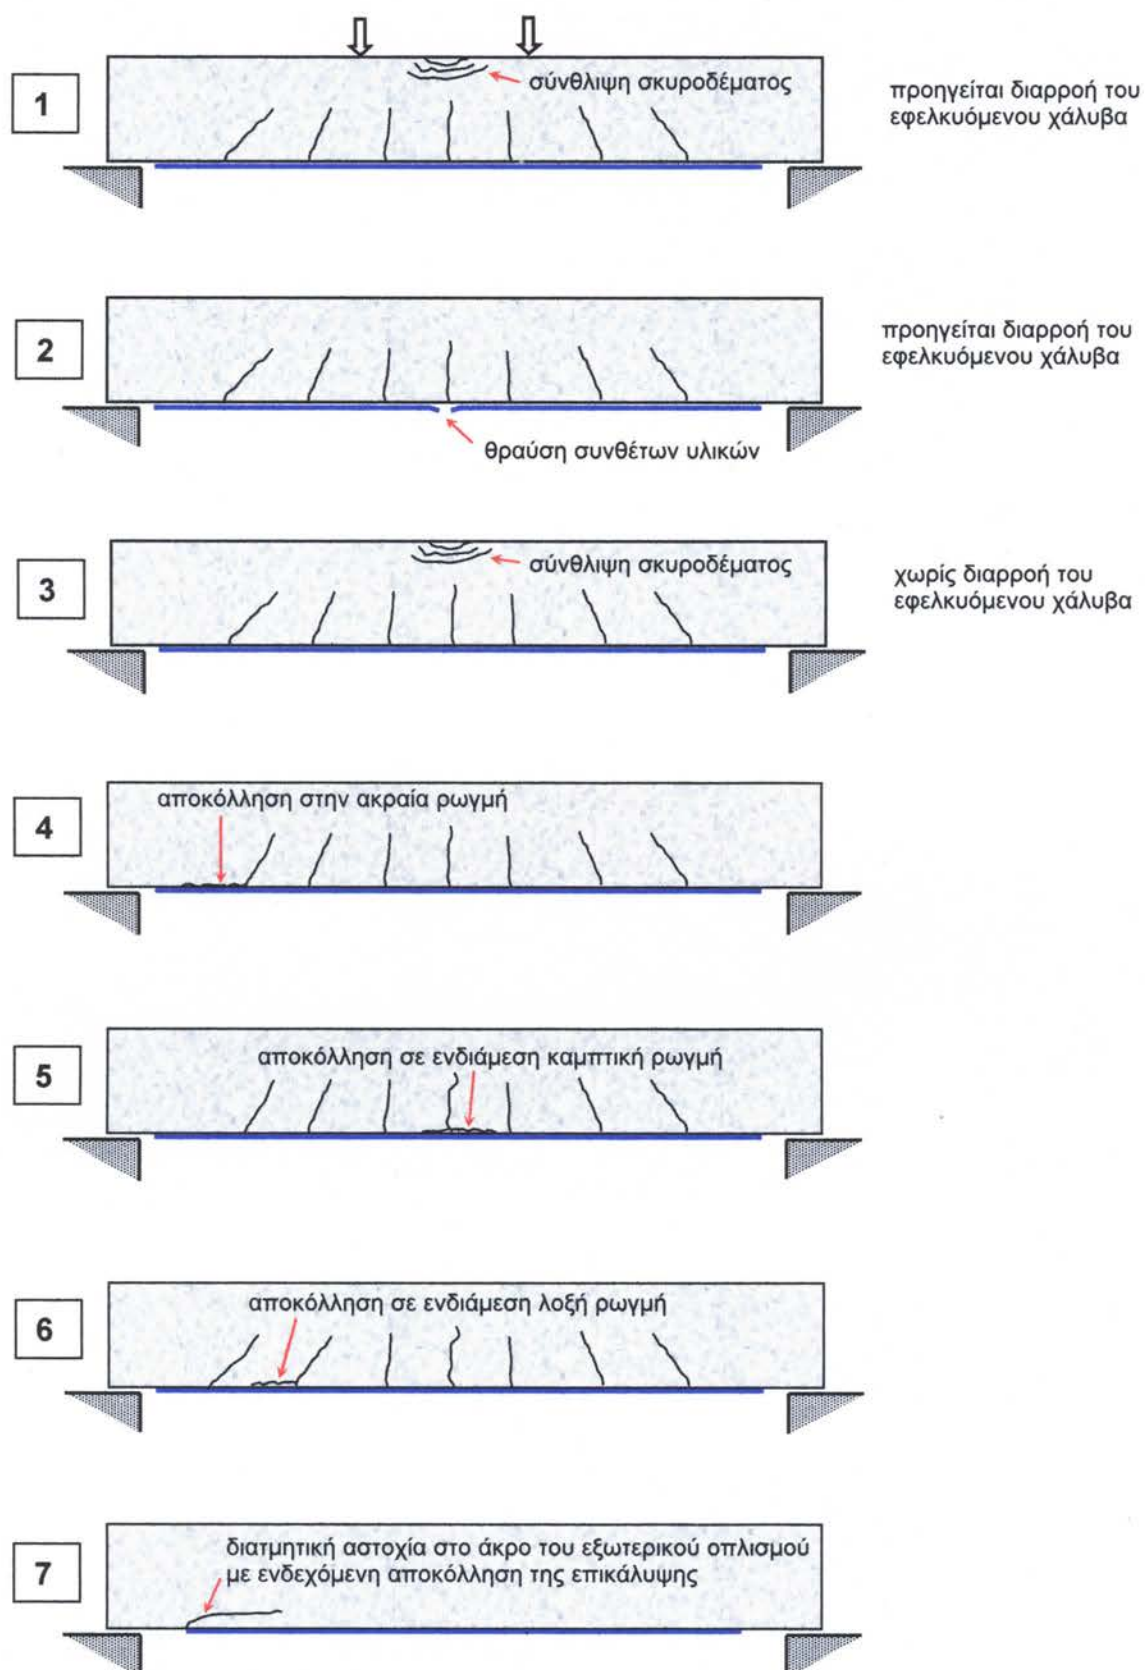 1
σύνθλιψη σκυροδέματος
προηγείται διαρροή του
εφελκυόμενου χάλυβα
2
προηγείται διαρροή του
εφελκυόμενου χάλυβα
θραύση συνθέτων υλικών
3
σύνθλιψη σκυροδέματος
χωρίς διαρροή του
εφελκυόμενου χάλυβα
4
αποκόλληση στην ακραία ρωγμή
5
αποκόλληση σε ενδιάμεση καμπτική ρωγμή
6
αποκόλληση σε ενδιάμεση λοξή ρωγμή
7
διατμητική αστοχία στο άκρο του εξωτερικού οπλισμού
με ενδεχόμενη αποκόλληση της επικάλυψης